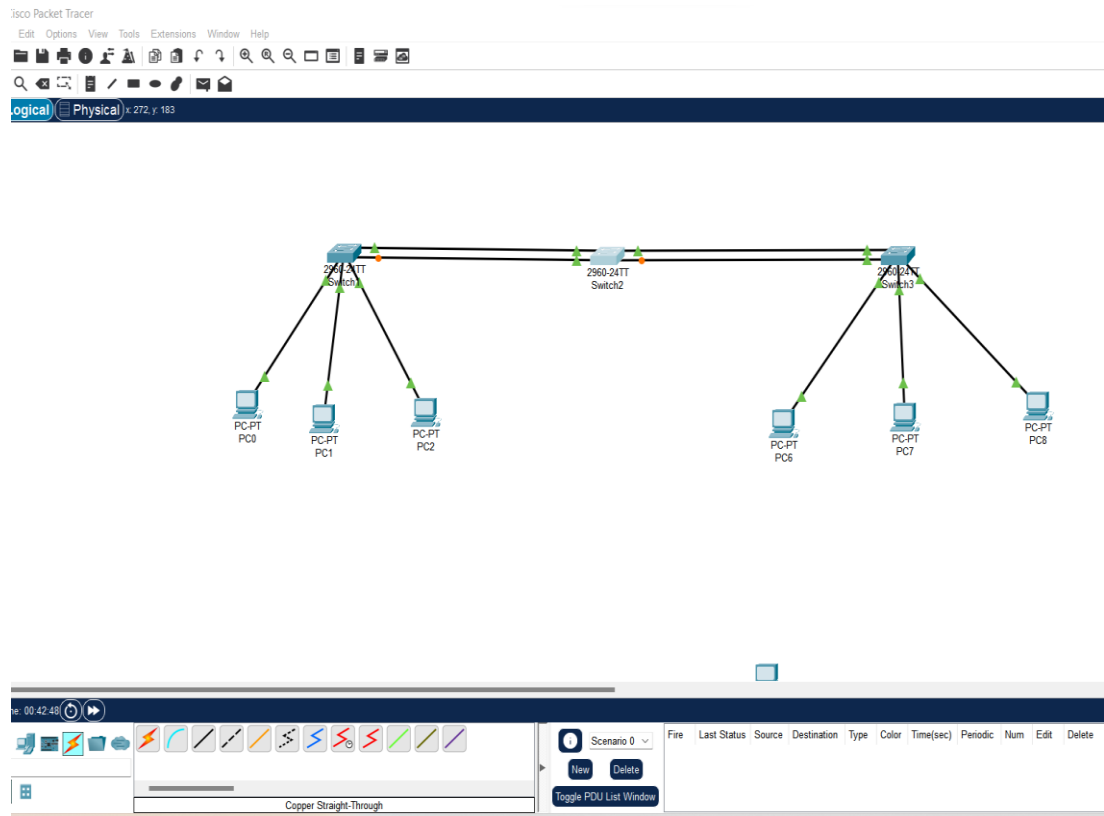 isco Packet Tracer
Edit Options View Tools Extensions Window Help
ogical Physical x: 272, y: 183
2960-24TT
Switch1
2960-24TT
Switch2
2960-24TT
Switch3
PC-PT
PC0
PC-PT
PC1
PC-PT
PC2
PC-PT
PC6
PC-PT
PC7
PC-PT
PC8
e: 00:42:48
Scenario 0
New Delete
Toggle PDU List Window
Fire Last Status Source Destination Type Color Time(sec) Periodic Num Edit Delete
Copper Straight-Through